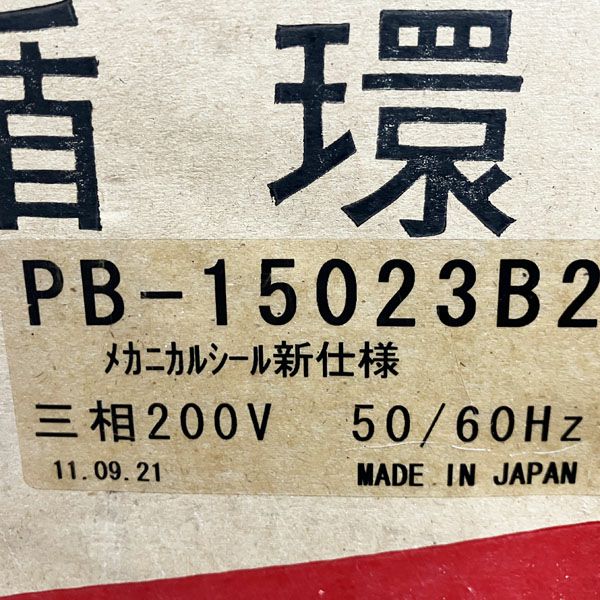 循環
PB-15023B2
メカニカルシール新仕様
三相200V 50/60Hz
11.09.21 MADE IN JAPAN